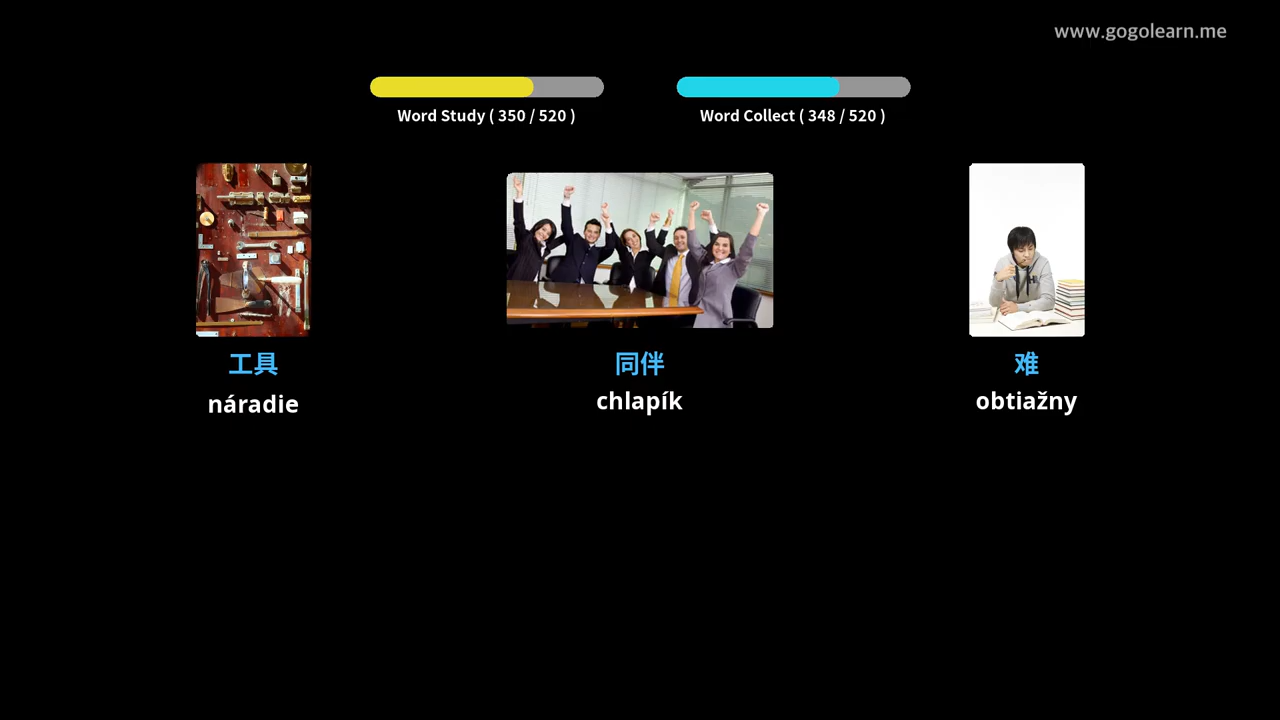 www.gogolearn.me
Word Study ( 350 / 520 )
Word Collect ( 348 / 520 )
工具
同伴
难
náradie
chlapík
obtiažny